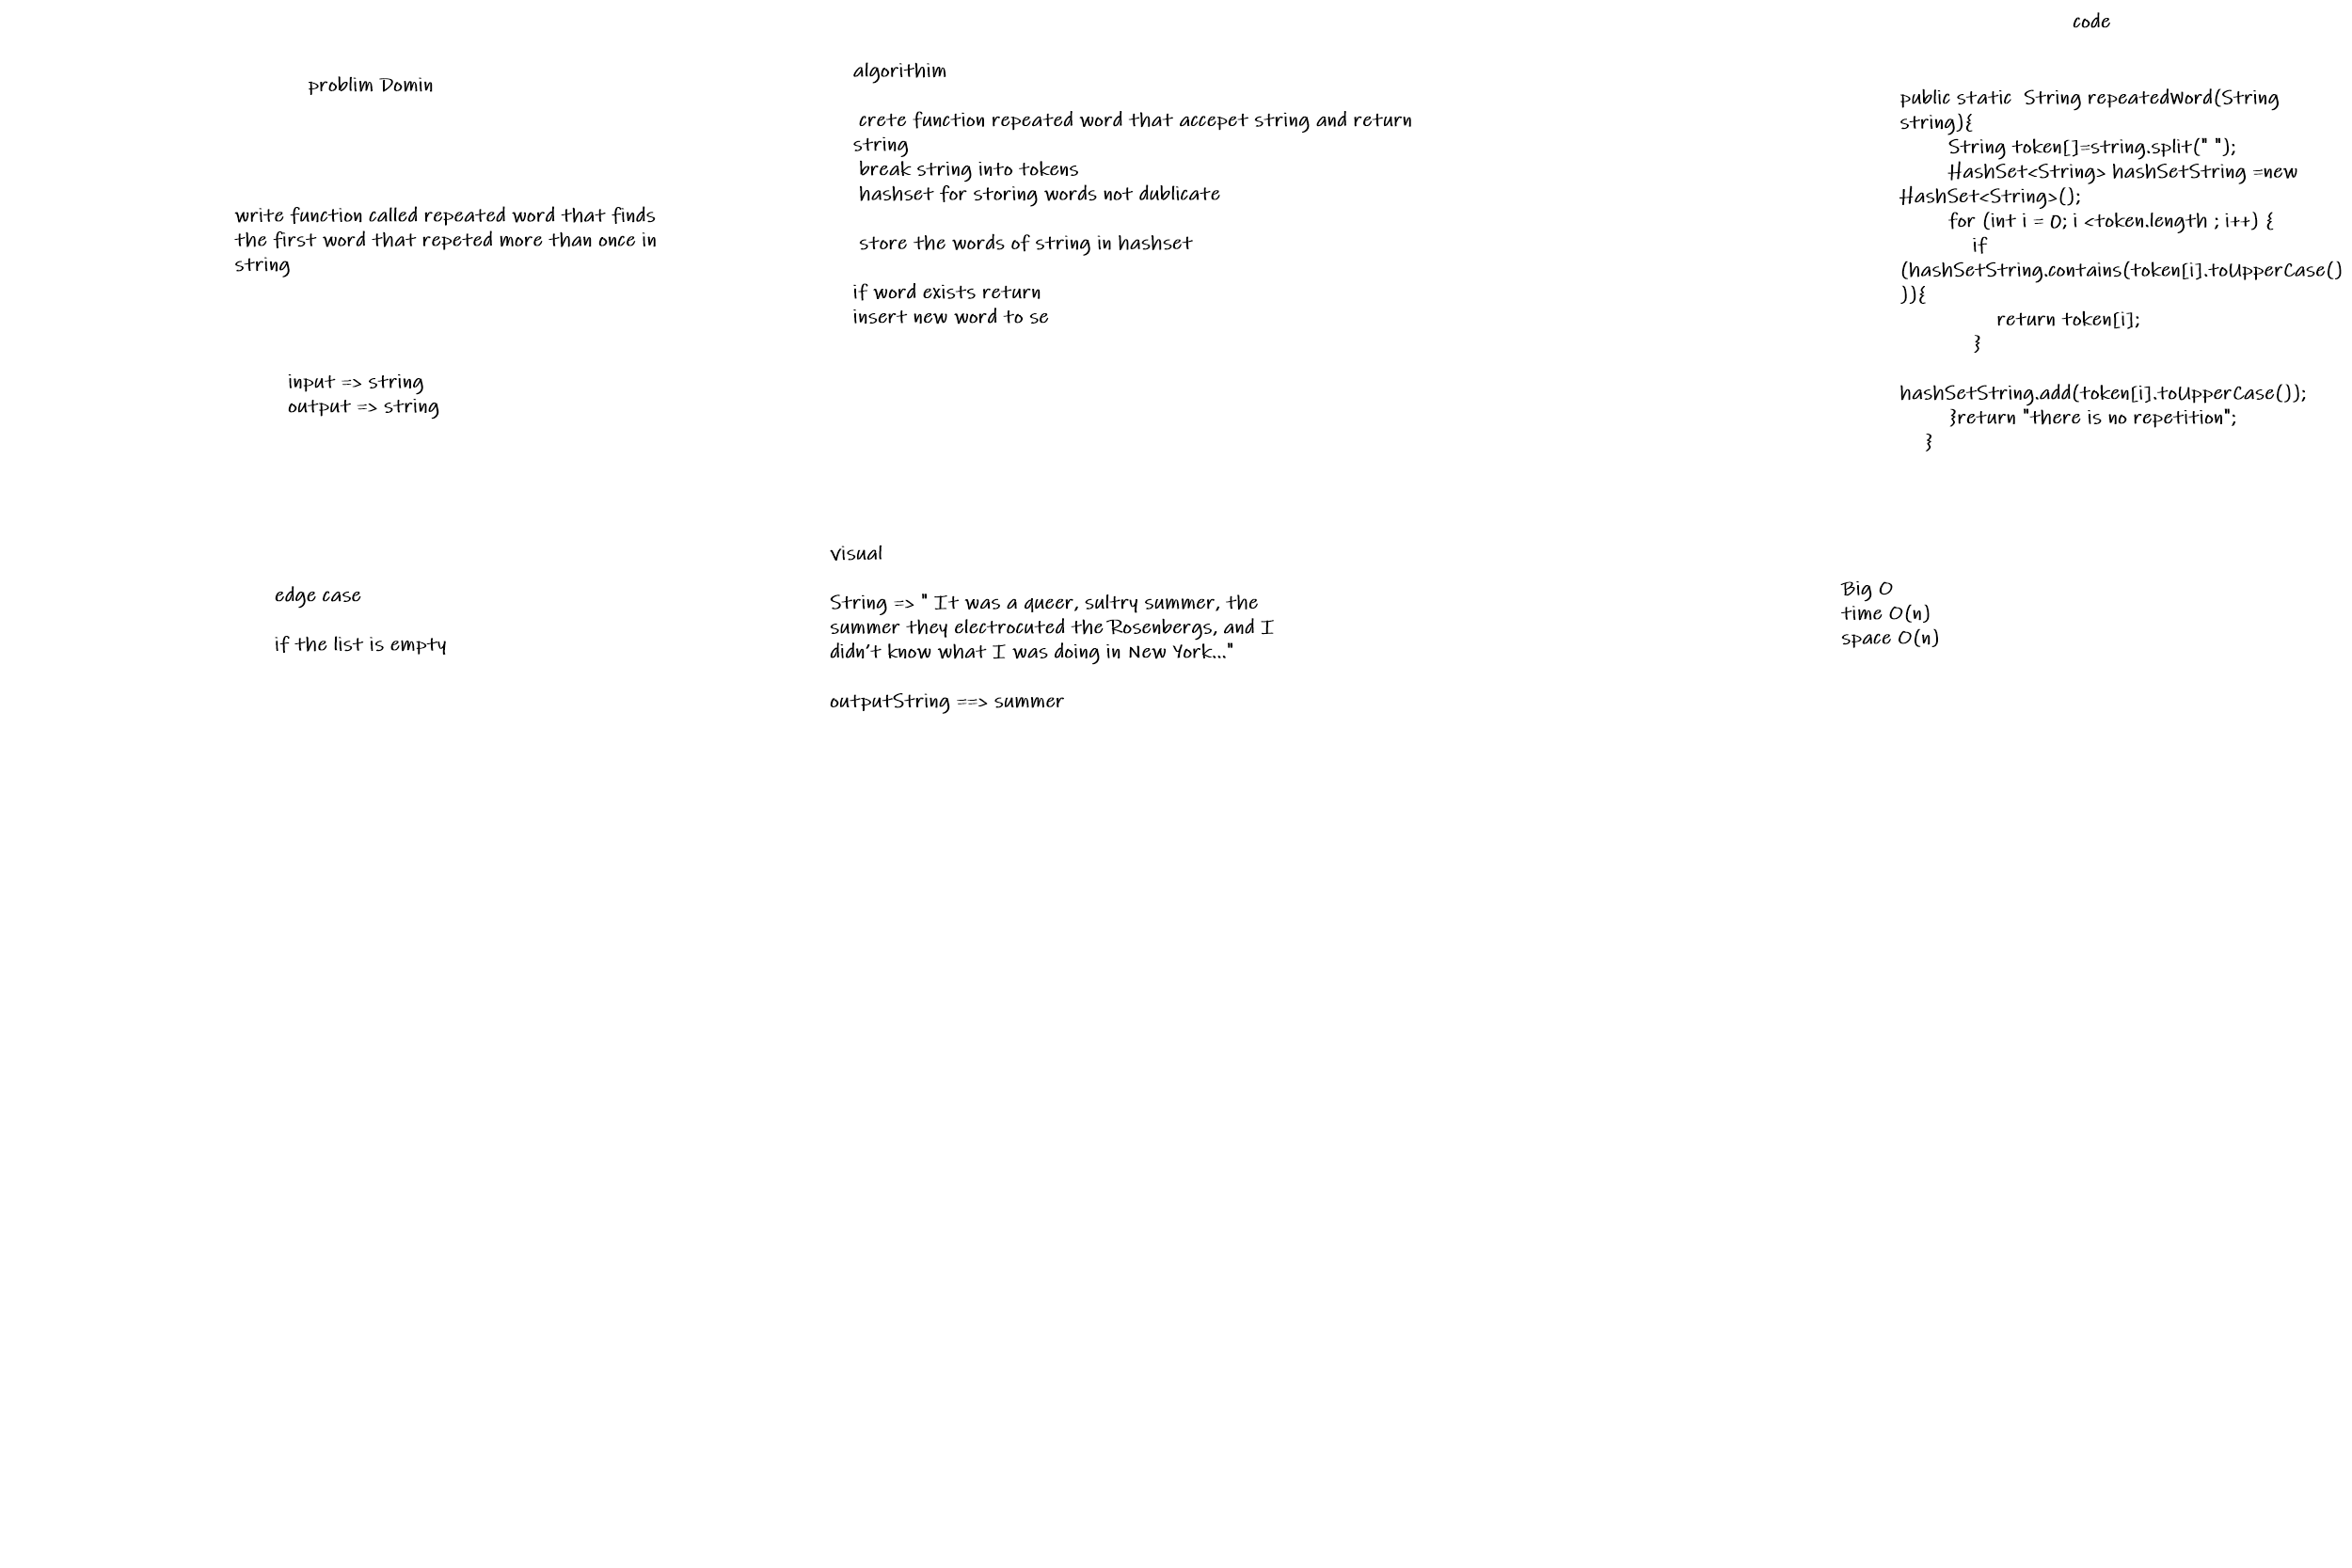 problim Domin
write function called repeated word that finds
the first word that repeted more than once in
string
input => string
output => string
edge case
if the list is empty
algorithim
crete function repeated word that accepet string and return
string
break string into tokens
hashset for storing words not dublicate
store the words of string in hashset
if word exists return
insert new word to se
visual
String => " It was a queer, sultry summer, the
summer they electrocuted the Rosenbergs, and I
didn't know what I was doing in New York..."
outputString ==> summer
code
public static  String repeatedWord(String
string){
String token[]=string.split(" ");
HashSet<String> hashSetString =new
HashSet<String>();
for (int i = 0; i <token.length ; i++) {
if
(hashSetString.contains(token[i].toUpperCase()
)){
return token[i];
}
hashSetString.add(token[i].toUpperCase());
}return "there is no repetition";
}
Big O
time O(n)
space O(n)